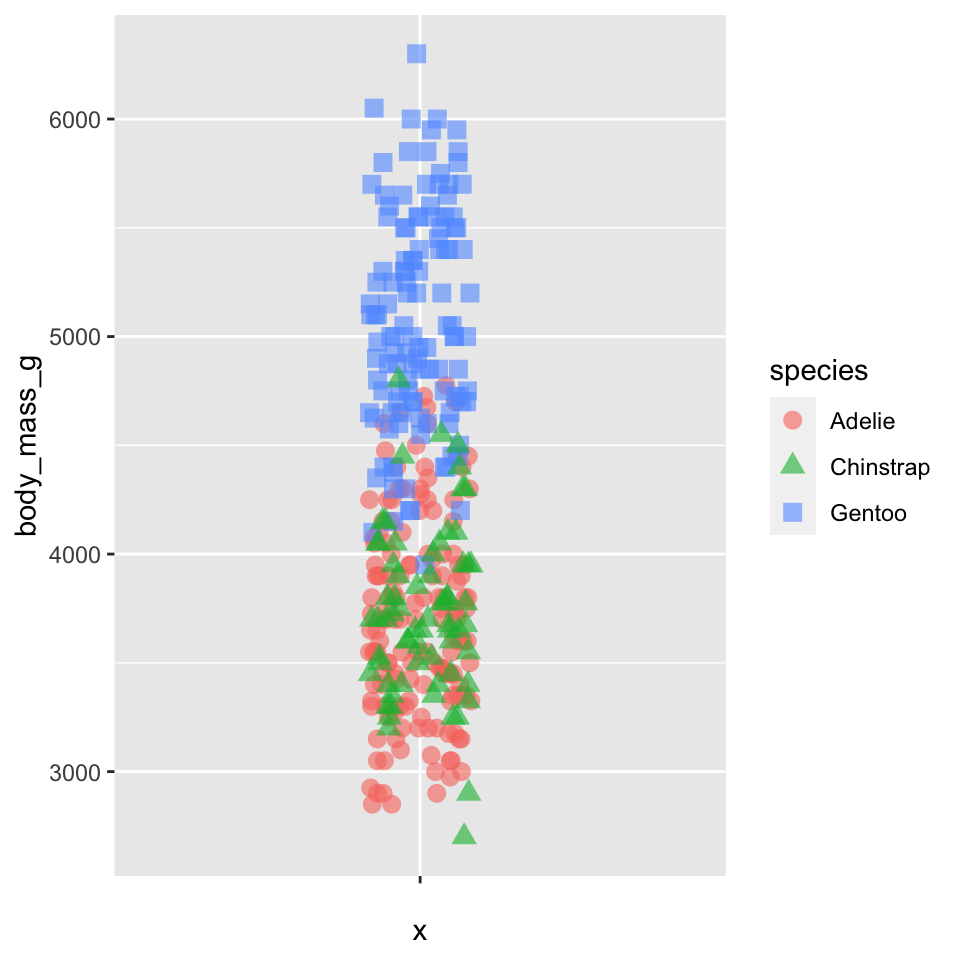 body_mass_g
6000
5000
4000
3000
x
species
Adelie
Chinstrap
Gentoo